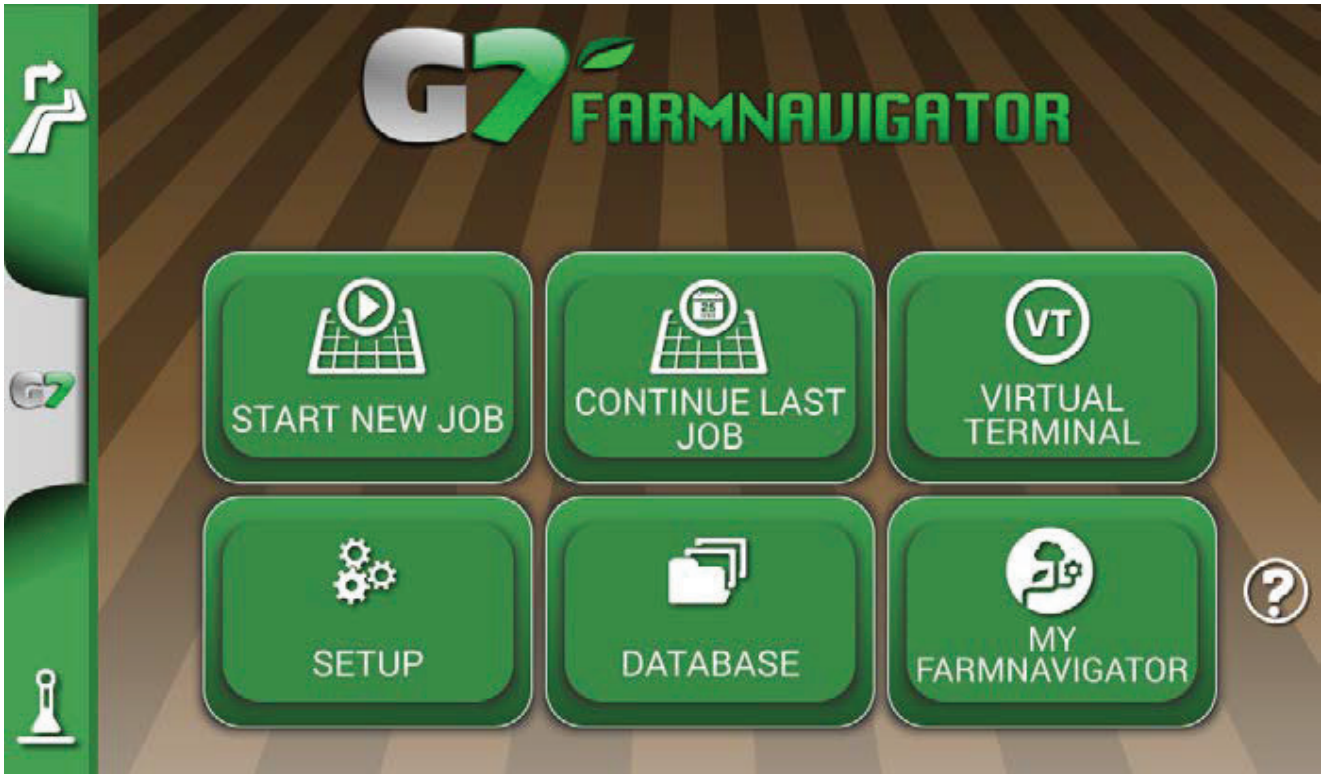 G7 FARMNAVIGATOR
G7
START NEW JOB
25
CONTINUE LAST
JOB
VT
VIRTUAL
TERMINAL
SETUP
DATABASE
MY
FARMNAVIGATOR
?